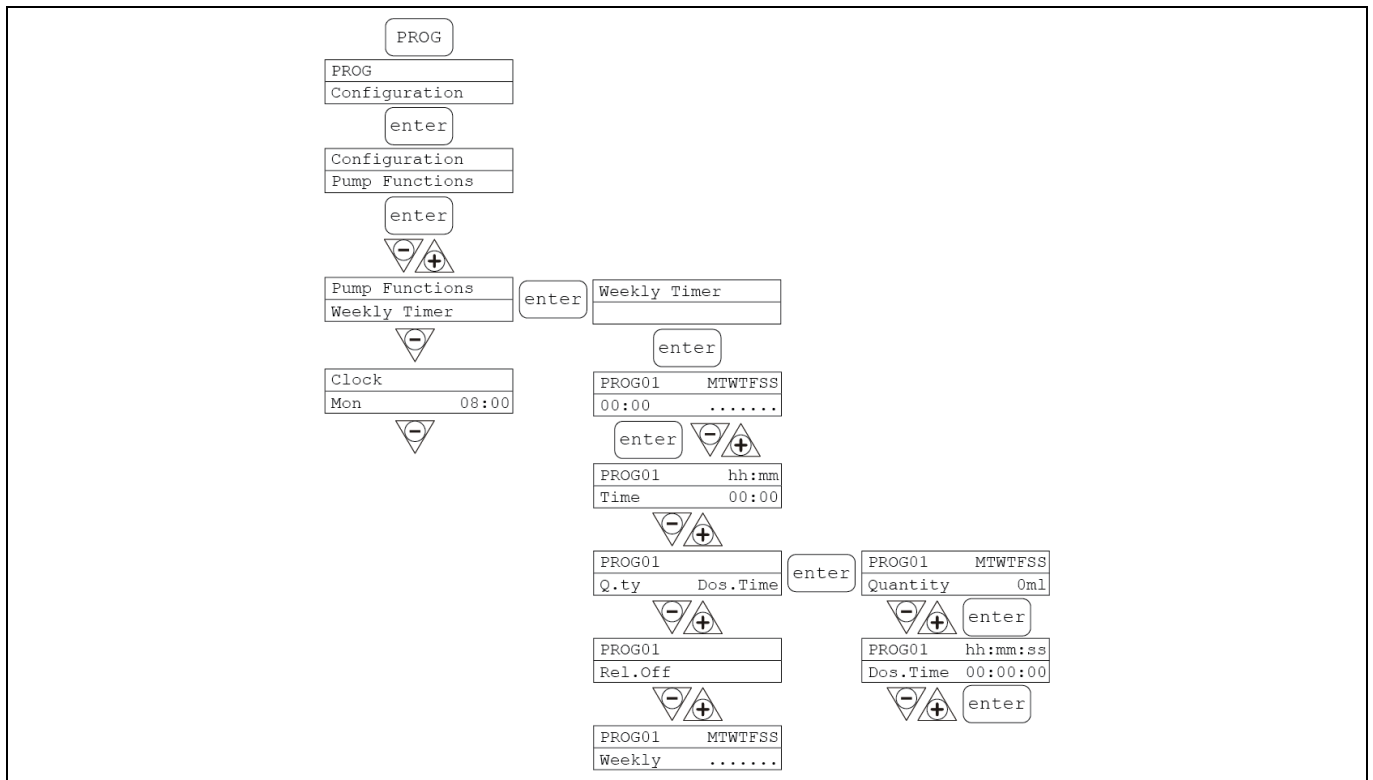 PROG
PROG
Configuration
enter
Configuration
Pump Functions
enter
Pump Functions
Weekly Timer
enter
Weekly Timer
enter
Clock
Mon 08:00
PROG01 MTWTFSS
00:00 .......
enter
PROG01 hh:mm
Time 00:00
PROG01
Q.ty Dos.Time
enter
PROG01 MTWTFSS
Quantity 0ml
enter
PROG01
Rel.Off
PROG01 hh:mm:ss
Dos.Time 00:00:00
enter
PROG01 MTWTFSS
Weekly .......